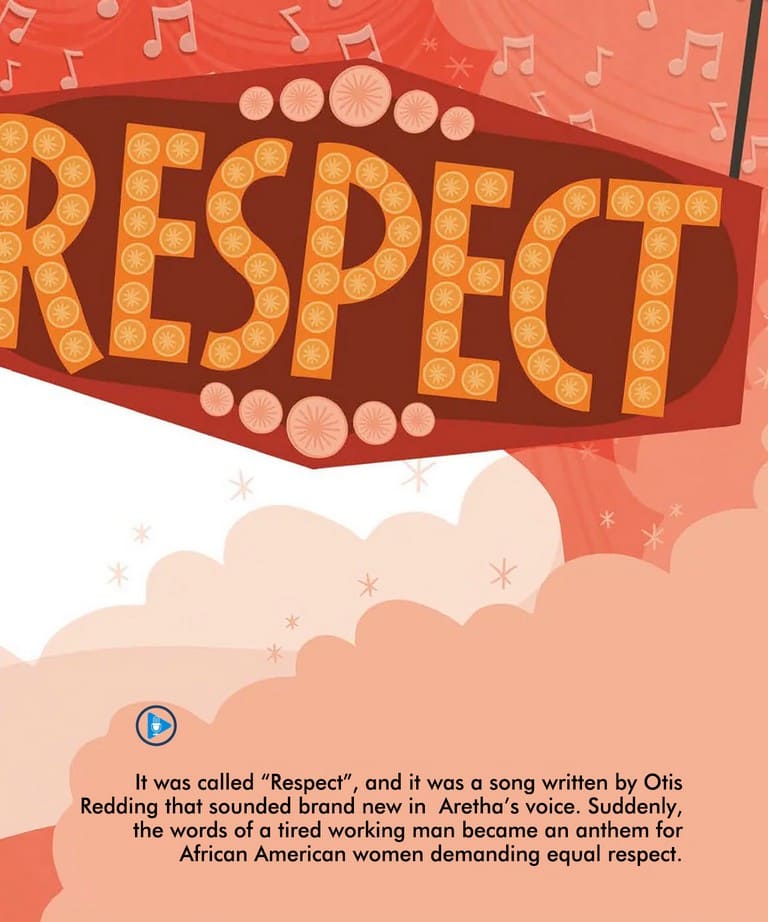 RESPECT
It was called “Respect”, and it was a song written by Otis
Redding that sounded brand new in  Aretha’s voice. Suddenly,
the words of a tired working man became an anthem for
African American women demanding equal respect.